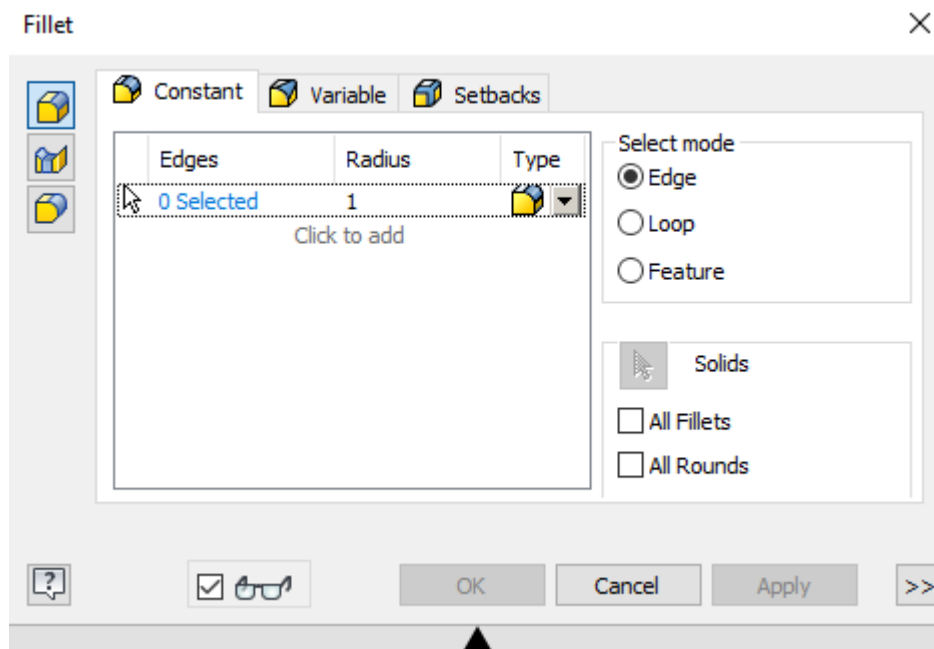 Fillet
Constant Variable Setbacks
Edges Radius Type
0 Selected 1
Click to add
Select mode
Edge
Loop
Feature
Solids
All Fillets
All Rounds
? OK Cancel Apply >>